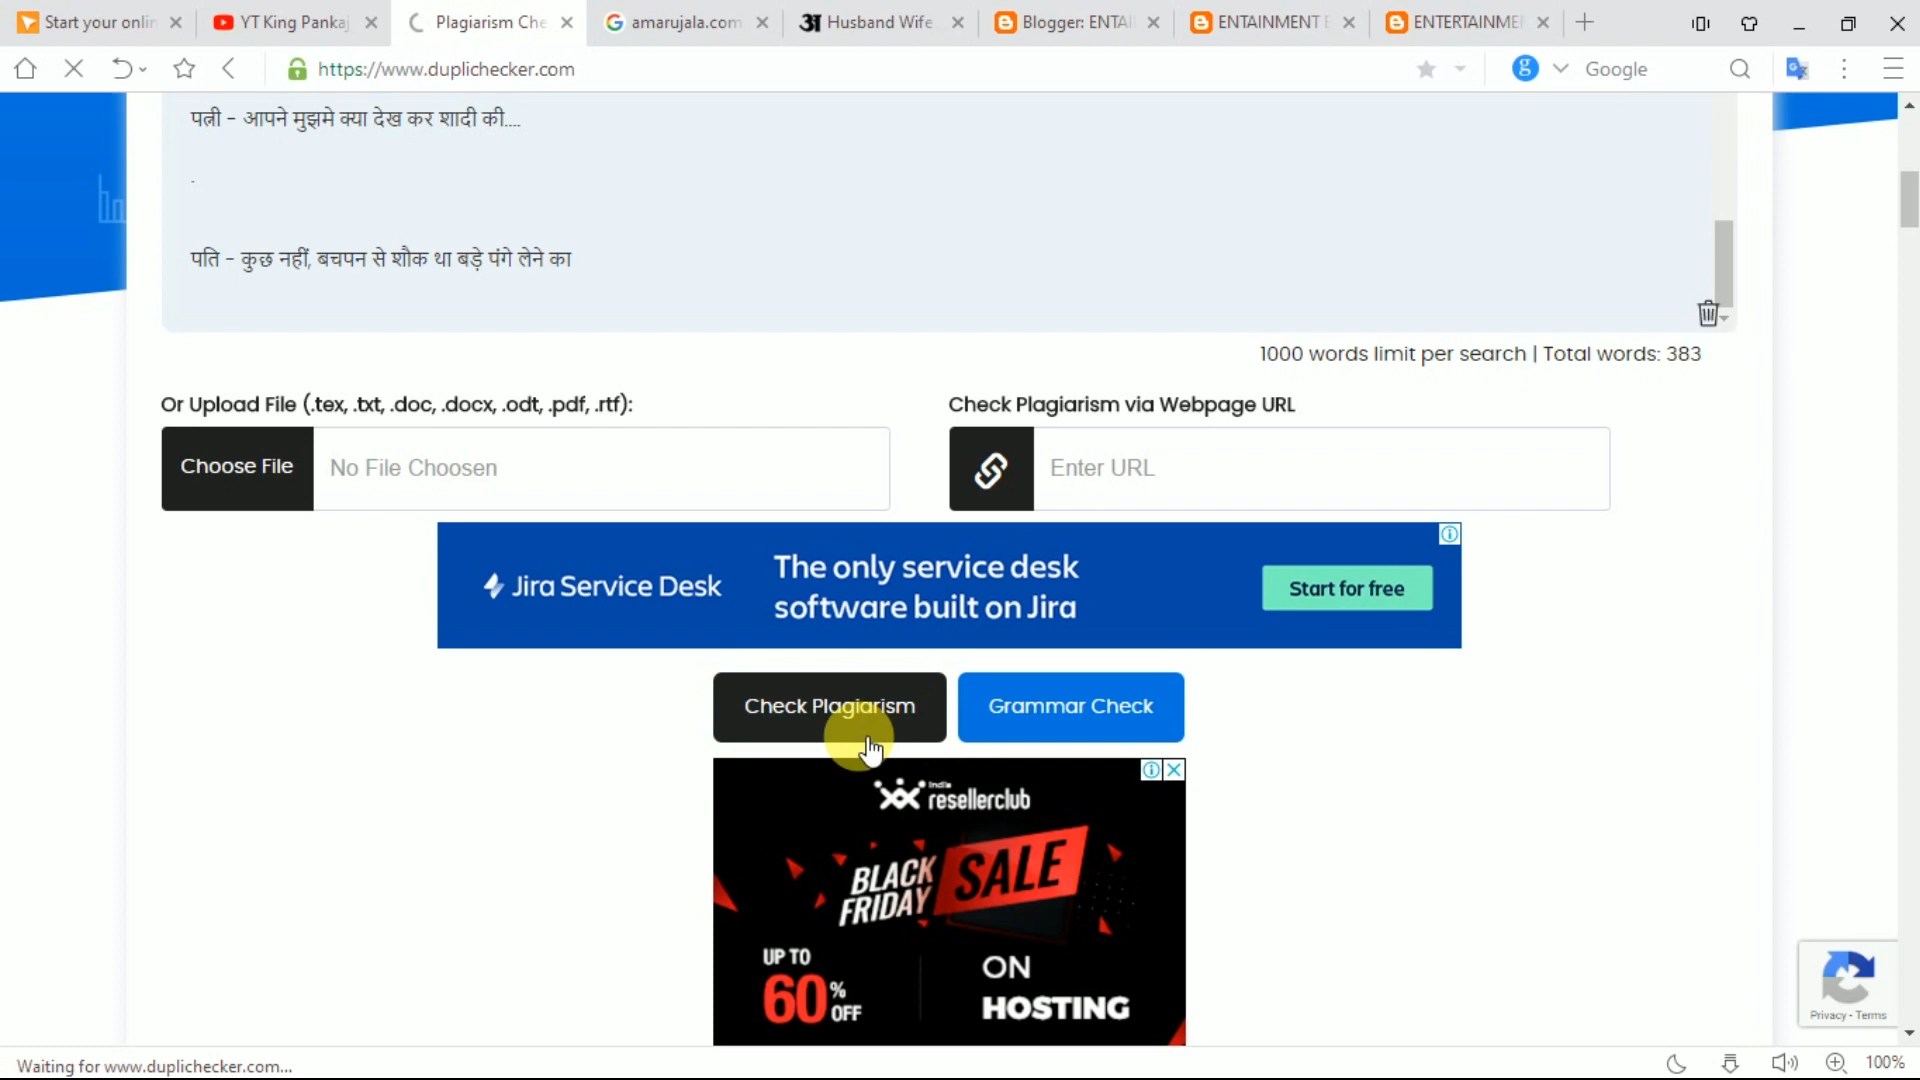 Start your onlin
YT King Pankaj
Plagiarism Che
amarujala.com
Husband Wife
Blogger: ENTAI
ENTAINMENT
ENTERTAINME
https://www.duplichecker.com
Google
पत्नी - आपने मुझमे क्या देख कर शादी की....
.
पति - कुछ नहीं, बचपन से शौक था बड़े पंगे लेने का
1000 words limit per search | Total words: 383
Or Upload File (.tex, .txt, .doc, .docx, .odt, .pdf, .rtf):
Check Plagiarism via Webpage URL
Choose File
No File Choosen
Enter URL
Jira Service Desk
The only service desk
software built on Jira
Start for free
Check Plagiarism
Grammar Check
India
resellerclub
BLACK
FRIDAY
SALE
UP TO
60%
OFF
ON
HOSTING
Privacy - Terms
Waiting for www.duplichecker.com...
100%